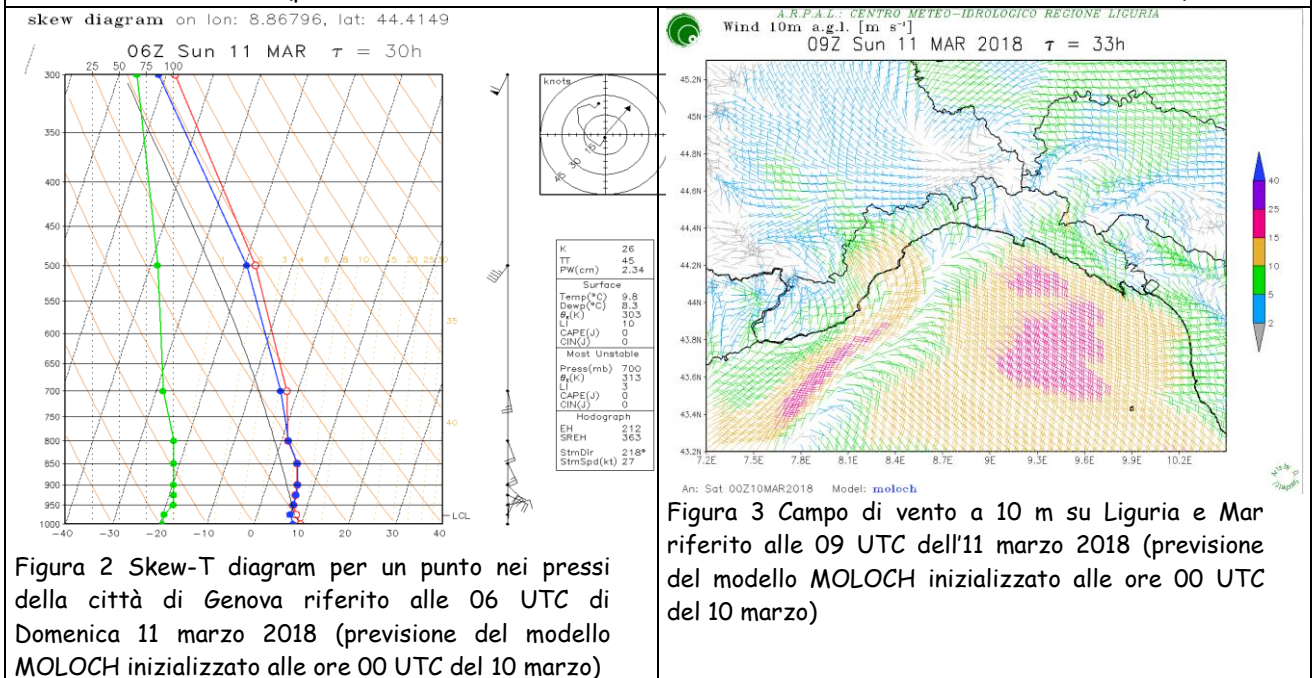 skew diagram on lon: 8.86796, lat: 44.4149
06Z Sun 11 MAR τ = 30h
25 50 75 100
300
350
400
500
550
600
650
700
750
800
850
900
950
1000
-40 -30 -20 -10 0 10 20 30 40
35
40
LCL
knots
15
30
45
K 26
TT 45
PW(cm) 2.34
Surface
Temp(°C) 9.8
Dewp(°C) 8.3
θE(K) 303
LI 10
CAPE(J) 0
CIN(J) 0
Most Unstable
Press(mb) 700
θE(K) 313
LI 3
CAPE(J) 0
CIN(J) 0
Hodograph
EH 212
SREH 363
StmDir 218°
StmSpd(kt) 27
Figura 2 Skew-T diagram per un punto nei pressi
della città di Genova riferito alle 06 UTC di
Domenica 11 marzo 2018 (previsione del modello
MOLOCH inizializzato alle ore 00 UTC del 10 marzo)
A.R.P.A.L.: CENTRO METEO-IDROLOGICO REGIONE LIGURIA
Wind 10m a.g.l. [m s⁻¹]
09Z Sun 11 MAR 2018 τ = 33h
45.2N
45N
44.8N
44.6N
44.4N
44.2N
44N
43.8N
43.6N
43.4N
43.2N
7.2E 7.5E 7.8E 8.1E 8.4E 8.7E 9E 9.3E 9.6E 9.9E 10.2E
40
25
15
10
5
2
An: Sat 00Z10MAR2018 Model: moloch
Figura 3 Campo di vento a 10 m su Liguria e Mar
riferito alle 09 UTC dell'11 marzo 2018 (previsione
del modello MOLOCH inizializzato alle ore 00 UTC
del 10 marzo)